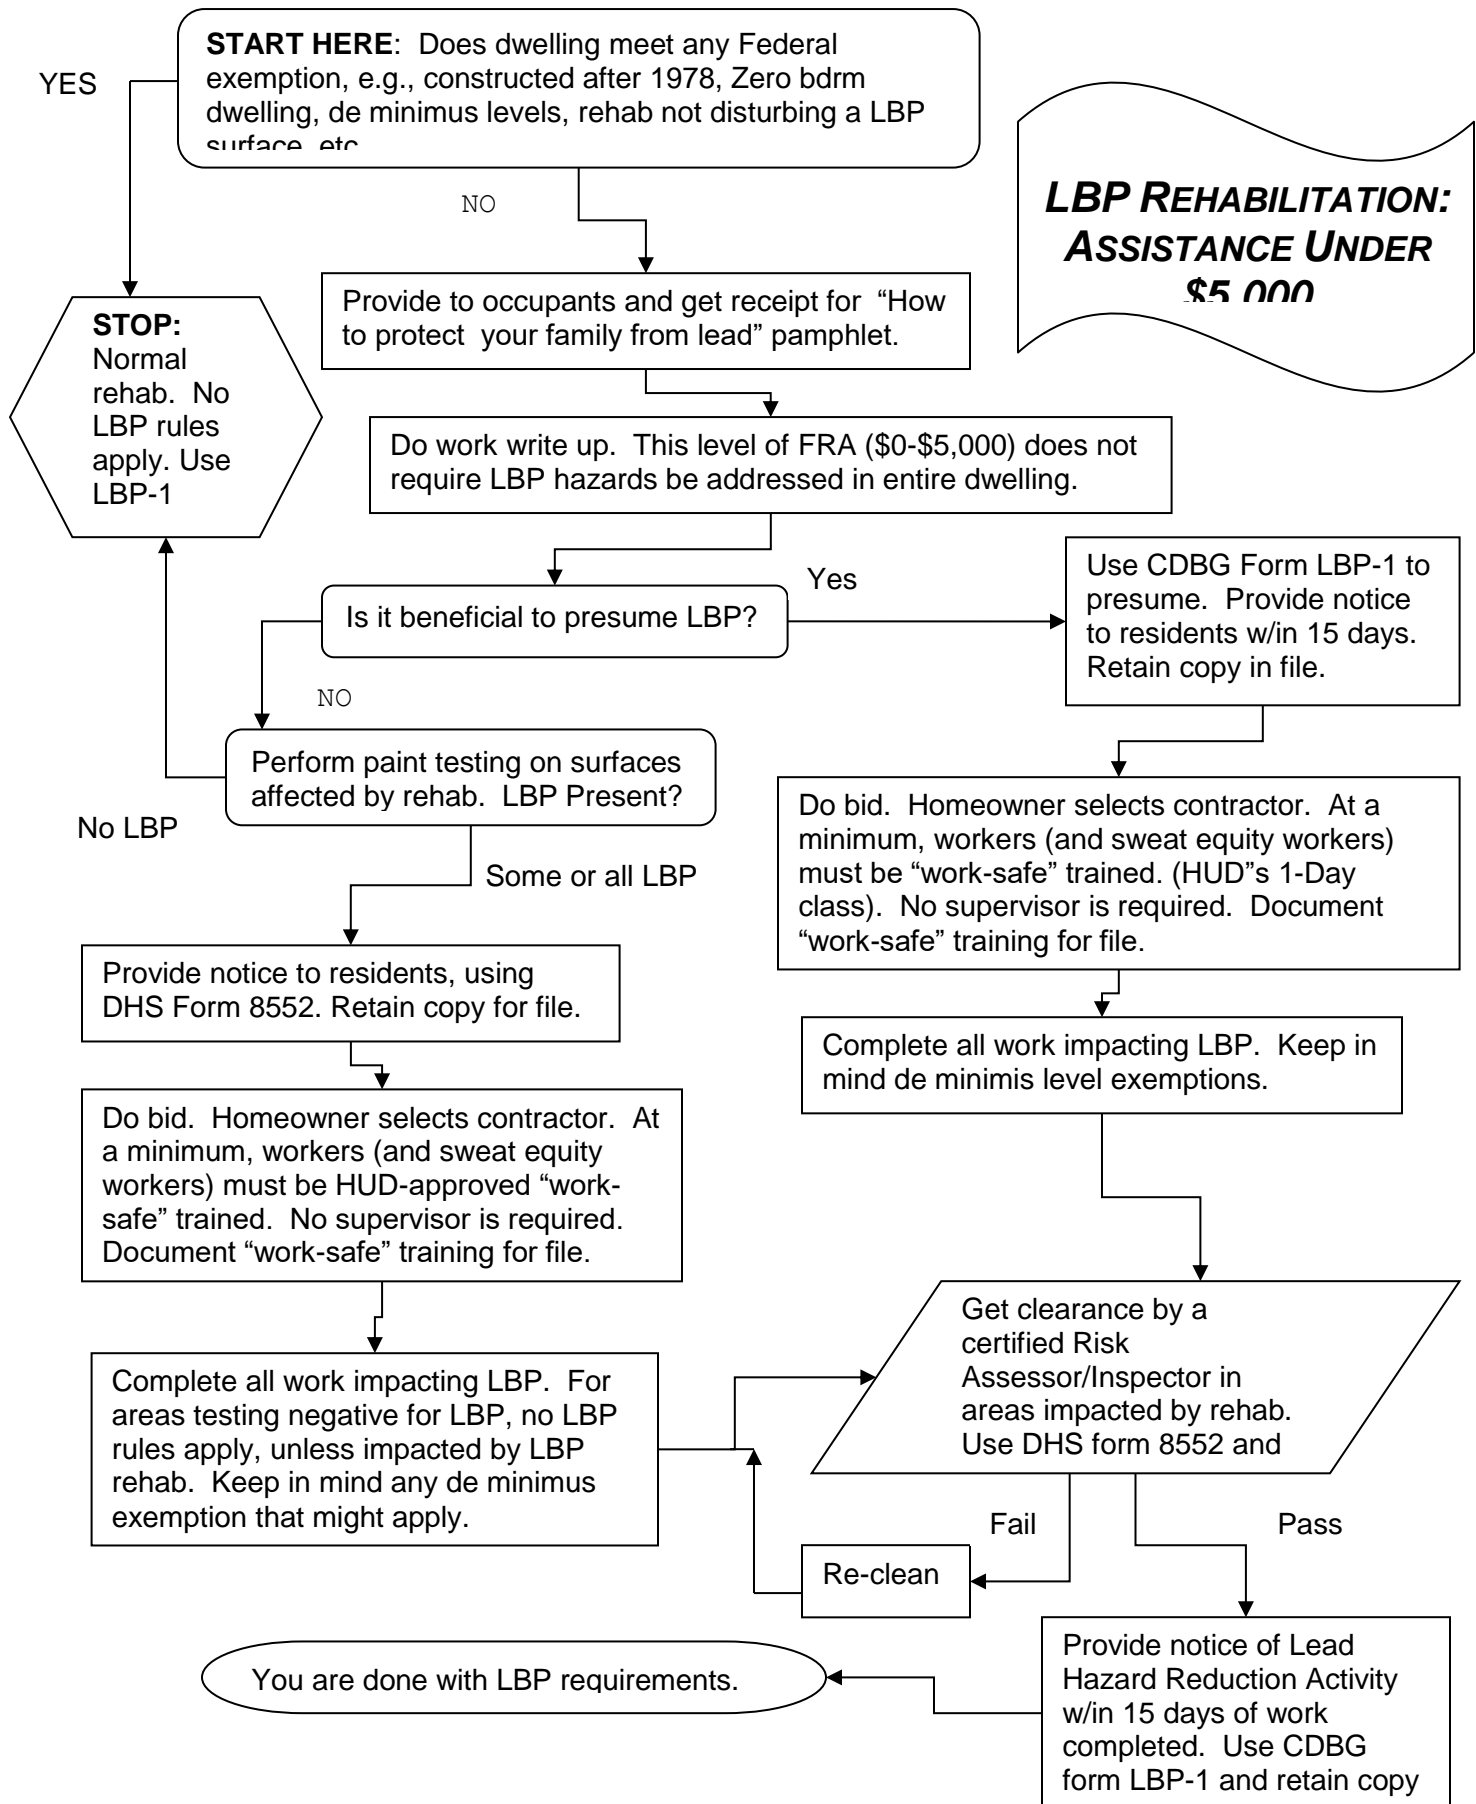 START HERE: Does dwelling meet any Federal
exemption, e.g., constructed after 1978, Zero bdrm
dwelling, de minimus levels, rehab not disturbing a LBP
surface, etc
YES
NO
LBP REHABILITATION:
ASSISTANCE UNDER
$5,000
STOP:
Normal
rehab. No
LBP rules
apply. Use
LBP-1
Provide to occupants and get receipt for “How
to protect your family from lead” pamphlet.
Do work write up. This level of FRA ($0-$5,000) does not
require LBP hazards be addressed in entire dwelling.
Is it beneficial to presume LBP?
Yes
NO
Use CDBG Form LBP-1 to
presume. Provide notice
to residents w/in 15 days.
Retain copy in file.
Perform paint testing on surfaces
affected by rehab. LBP Present?
No LBP
Some or all LBP
Do bid. Homeowner selects contractor. At a
minimum, workers (and sweat equity workers)
must be “work-safe” trained. (HUD”s 1-Day
class). No supervisor is required. Document
“work-safe” training for file.
Provide notice to residents, using
DHS Form 8552. Retain copy for file.
Complete all work impacting LBP. Keep in
mind de minimis level exemptions.
Do bid. Homeowner selects contractor. At
a minimum, workers (and sweat equity
workers) must be HUD-approved “work-
safe” trained. No supervisor is required.
Document “work-safe” training for file.
Complete all work impacting LBP. For
areas testing negative for LBP, no LBP
rules apply, unless impacted by LBP
rehab. Keep in mind any de minimus
exemption that might apply.
Get clearance by a
certified Risk
Assessor/Inspector in
areas impacted by rehab.
Use DHS form 8552 and
Fail
Pass
Re-clean
Provide notice of Lead
Hazard Reduction Activity
w/in 15 days of work
completed. Use CDBG
form LBP-1 and retain copy
You are done with LBP requirements.